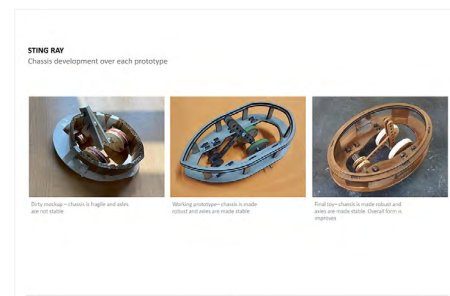 STING RAY
Chassis development over each prototype
Dirty mockup – chassis is fragile and axles
are not stable
Working prototype– chassis is made
robust and axles are made stable
Final toy– chassis is made robust and
axles are made stable. Overall form is
improves